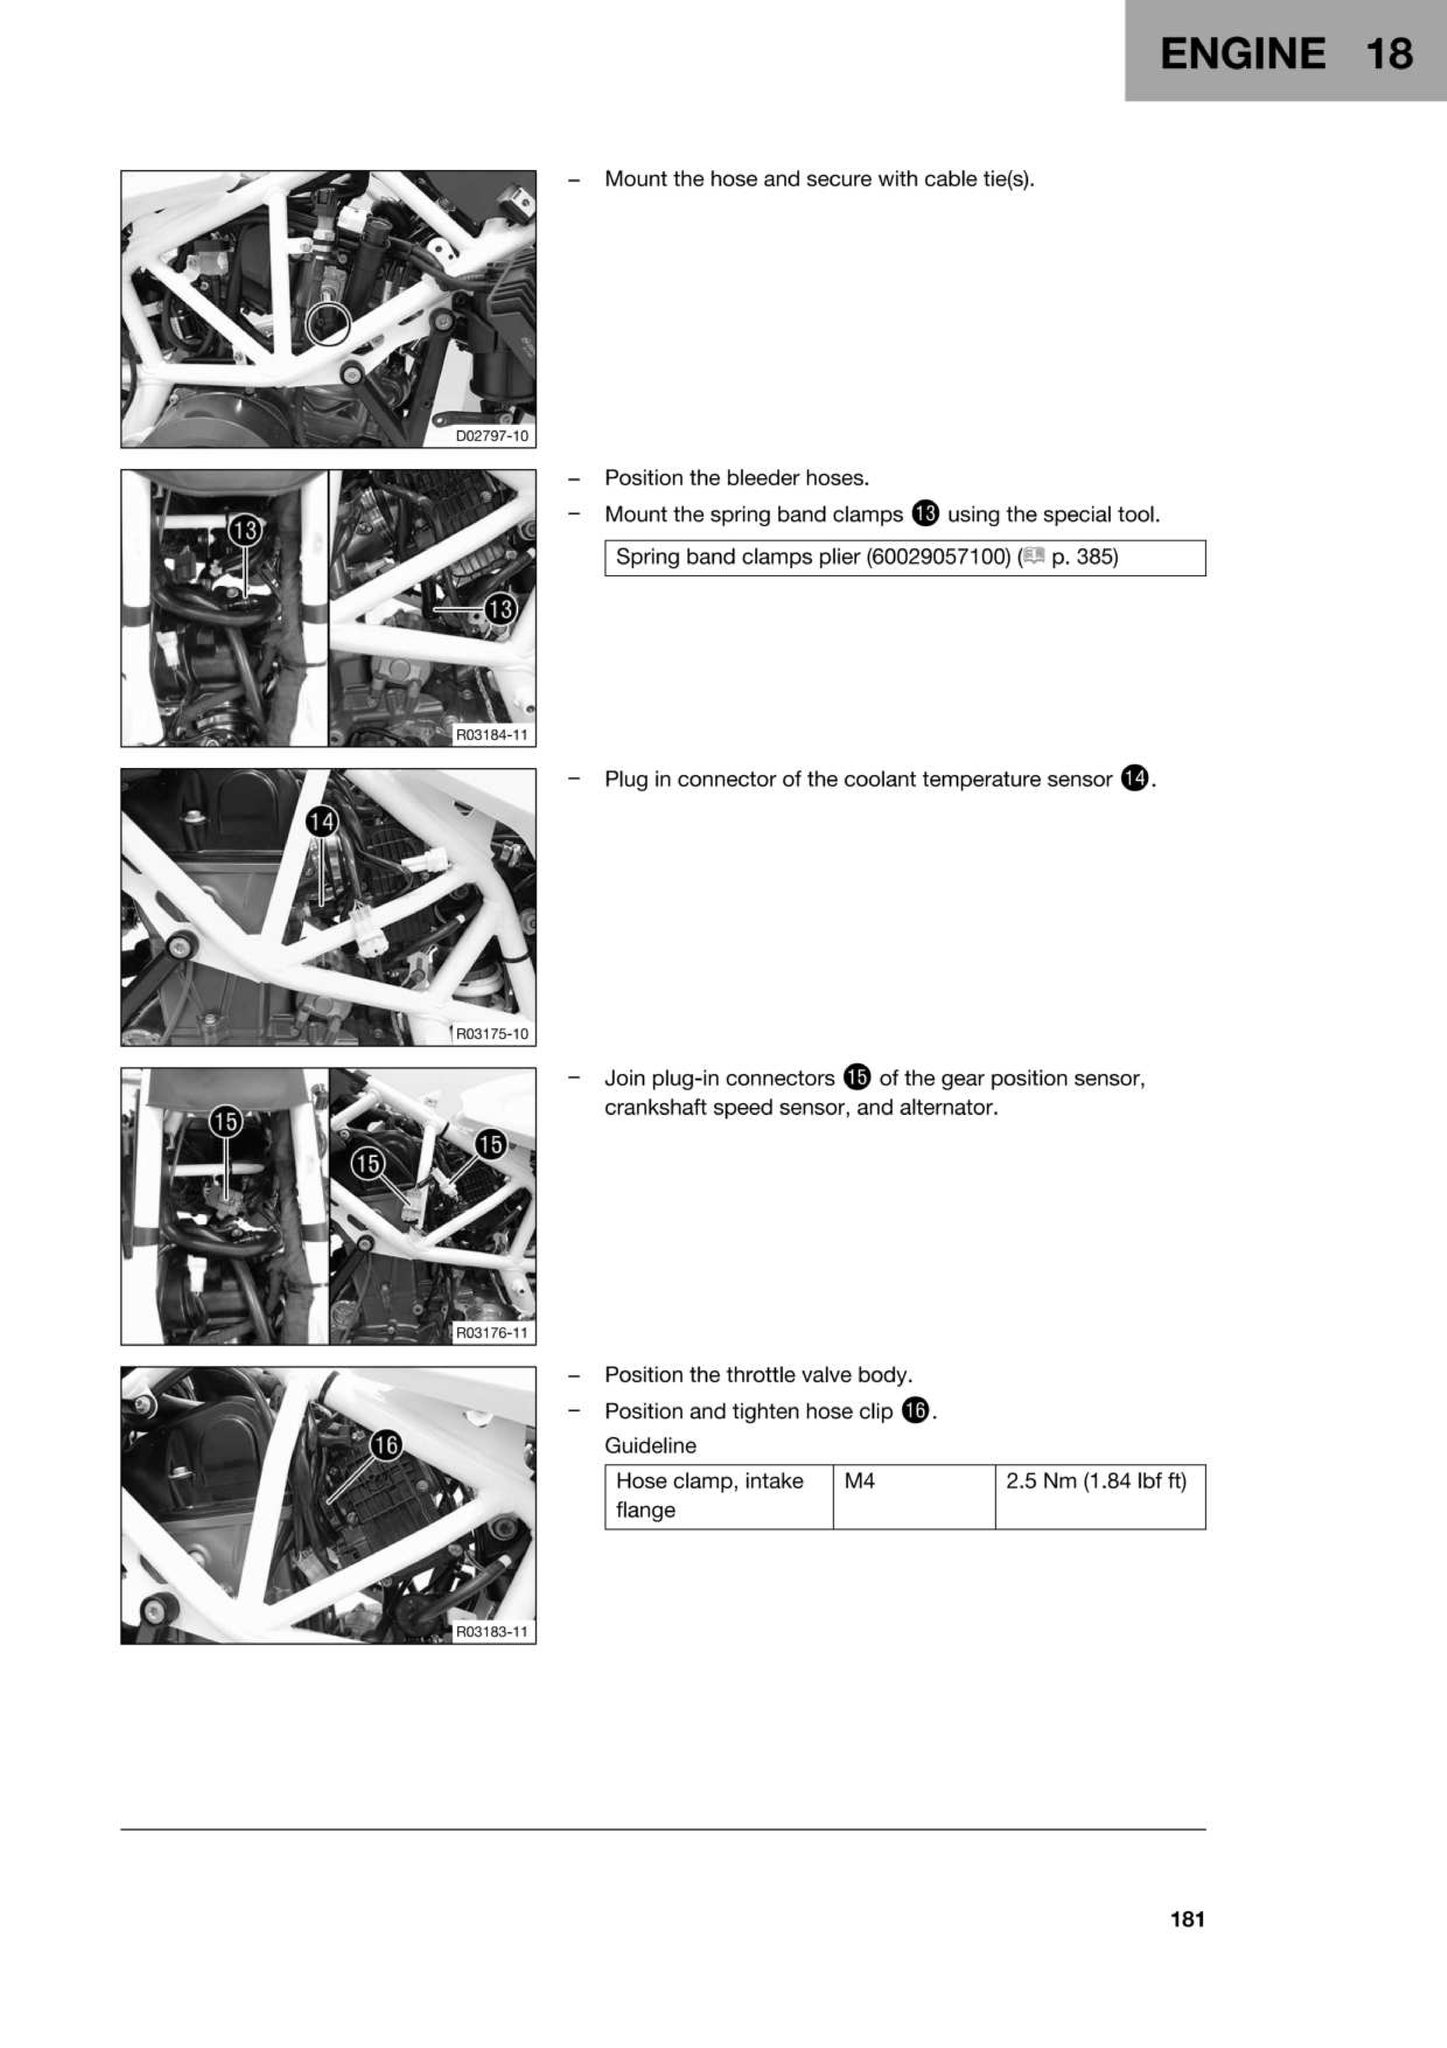 ENGINE 18
– Mount the hose and secure with cable tie(s).
D02797-10
– Position the bleeder hoses.
– Mount the spring band clamps 13 using the special tool.
Spring band clamps plier (60029057100) ( p. 385)
13
13
R03184-11
– Plug in connector of the coolant temperature sensor 14.
14
R03175-10
– Join plug-in connectors 15 of the gear position sensor,
crankshaft speed sensor, and alternator.
15
15
15
R03176-11
– Position the throttle valve body.
– Position and tighten hose clip 16.
Guideline
Hose clamp, intake
flange
M4
2.5 Nm (1.84 lbf ft)
16
R03183-11
181